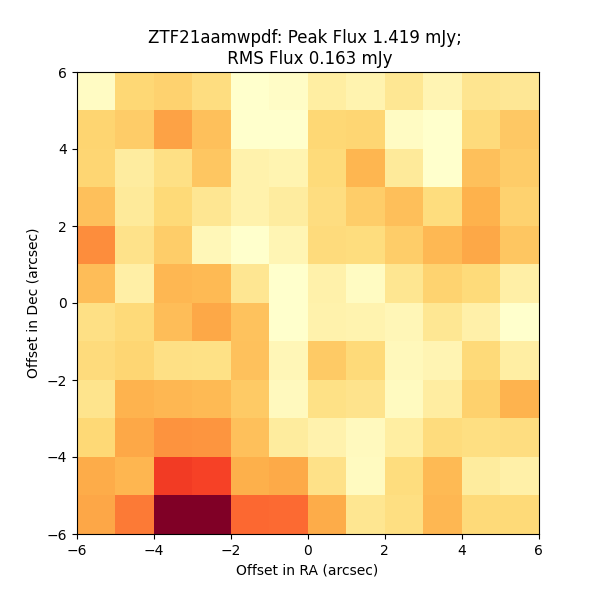 ZTF21aamwpdf: Peak Flux 1.419 mJy;
RMS Flux 0.163 mJy
6
4
2
0
−2
−4
−6
Offset in Dec (arcsec)
−6 −4 −2 0 2 4 6
Offset in RA (arcsec)